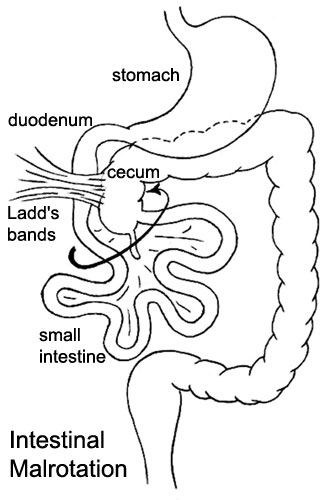 stomach
duodenum
cecum
Ladd's
bands
small
intestine
Intestinal
Malrotation